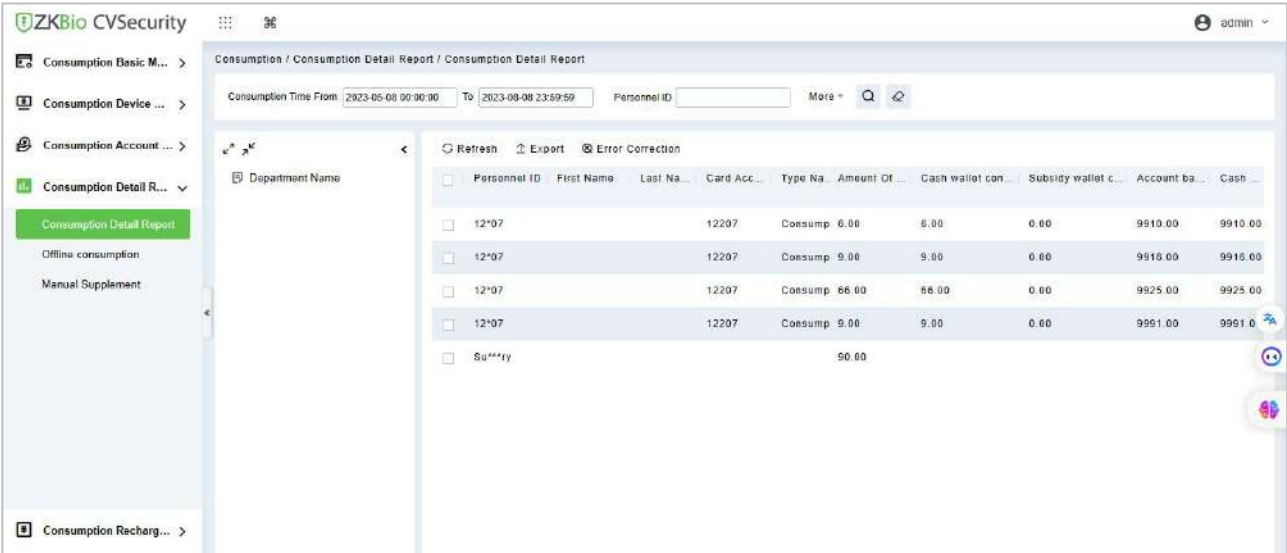 ZKBio CVSecurity
admin
Consumption Basic M...
Consumption Device ...
Consumption Account ...
Consumption Detail R...
Consumption Detail Report
Offline consumption
Manual Supplement
Consumption Recharg...
Consumption / Consumption Detail Report / Consumption Detail Report
Consumption Time From 2023-05-08 00:00:00 To 2023-08-08 23:59:59 Personnel ID More
Department Name
Refresh Export Error Correction
Personnel ID First Name Last Na... Card Acc... Type Na... Amount Of ... Cash wallet con... Subsidy wallet c... Account ba... Cash ...
12*07 12207 Consump 6.00 6.00 0.00 9910.00 9910.00
12*07 12207 Consump 9.00 9.00 0.00 9916.00 9916.00
12*07 12207 Consump 66.00 66.00 0.00 9925.00 9925.00
12*07 12207 Consump 9.00 9.00 0.00 9991.00 9991.0
Su***ry 90.00